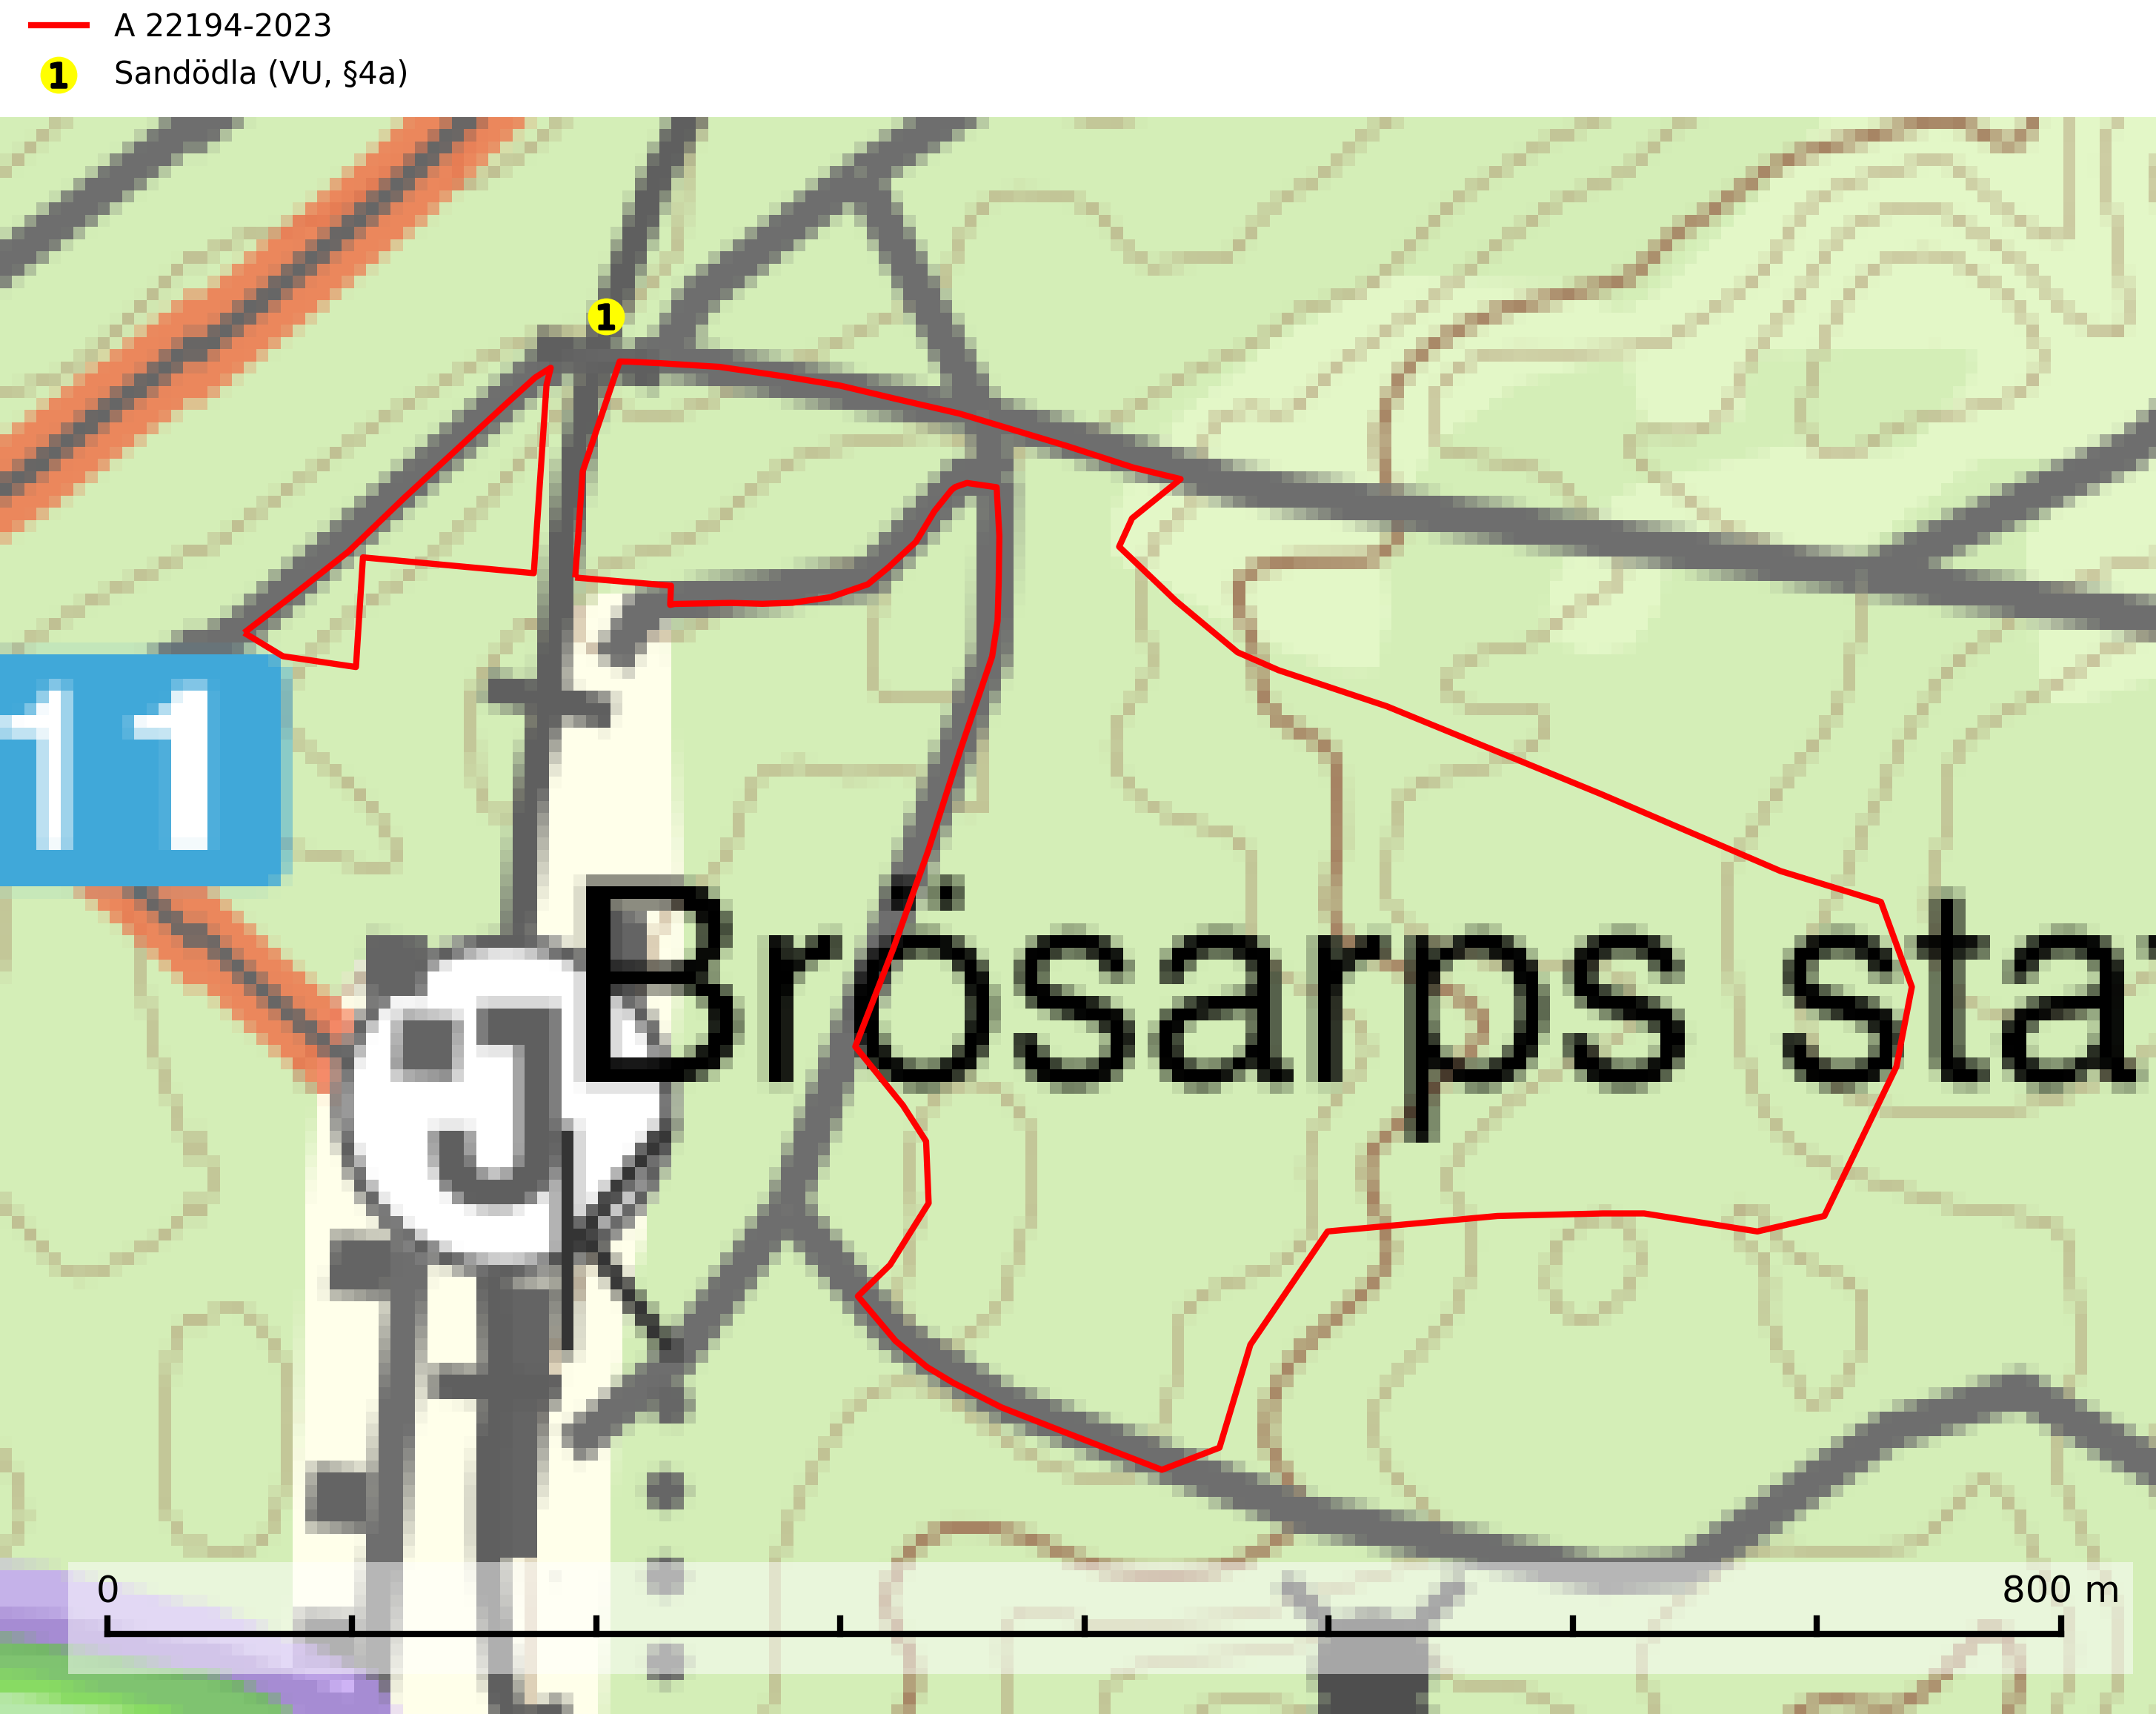 A 22194-2023
1 Sandödla (VU, §4a)
1
11
Brösarps sta
J
0 800 m